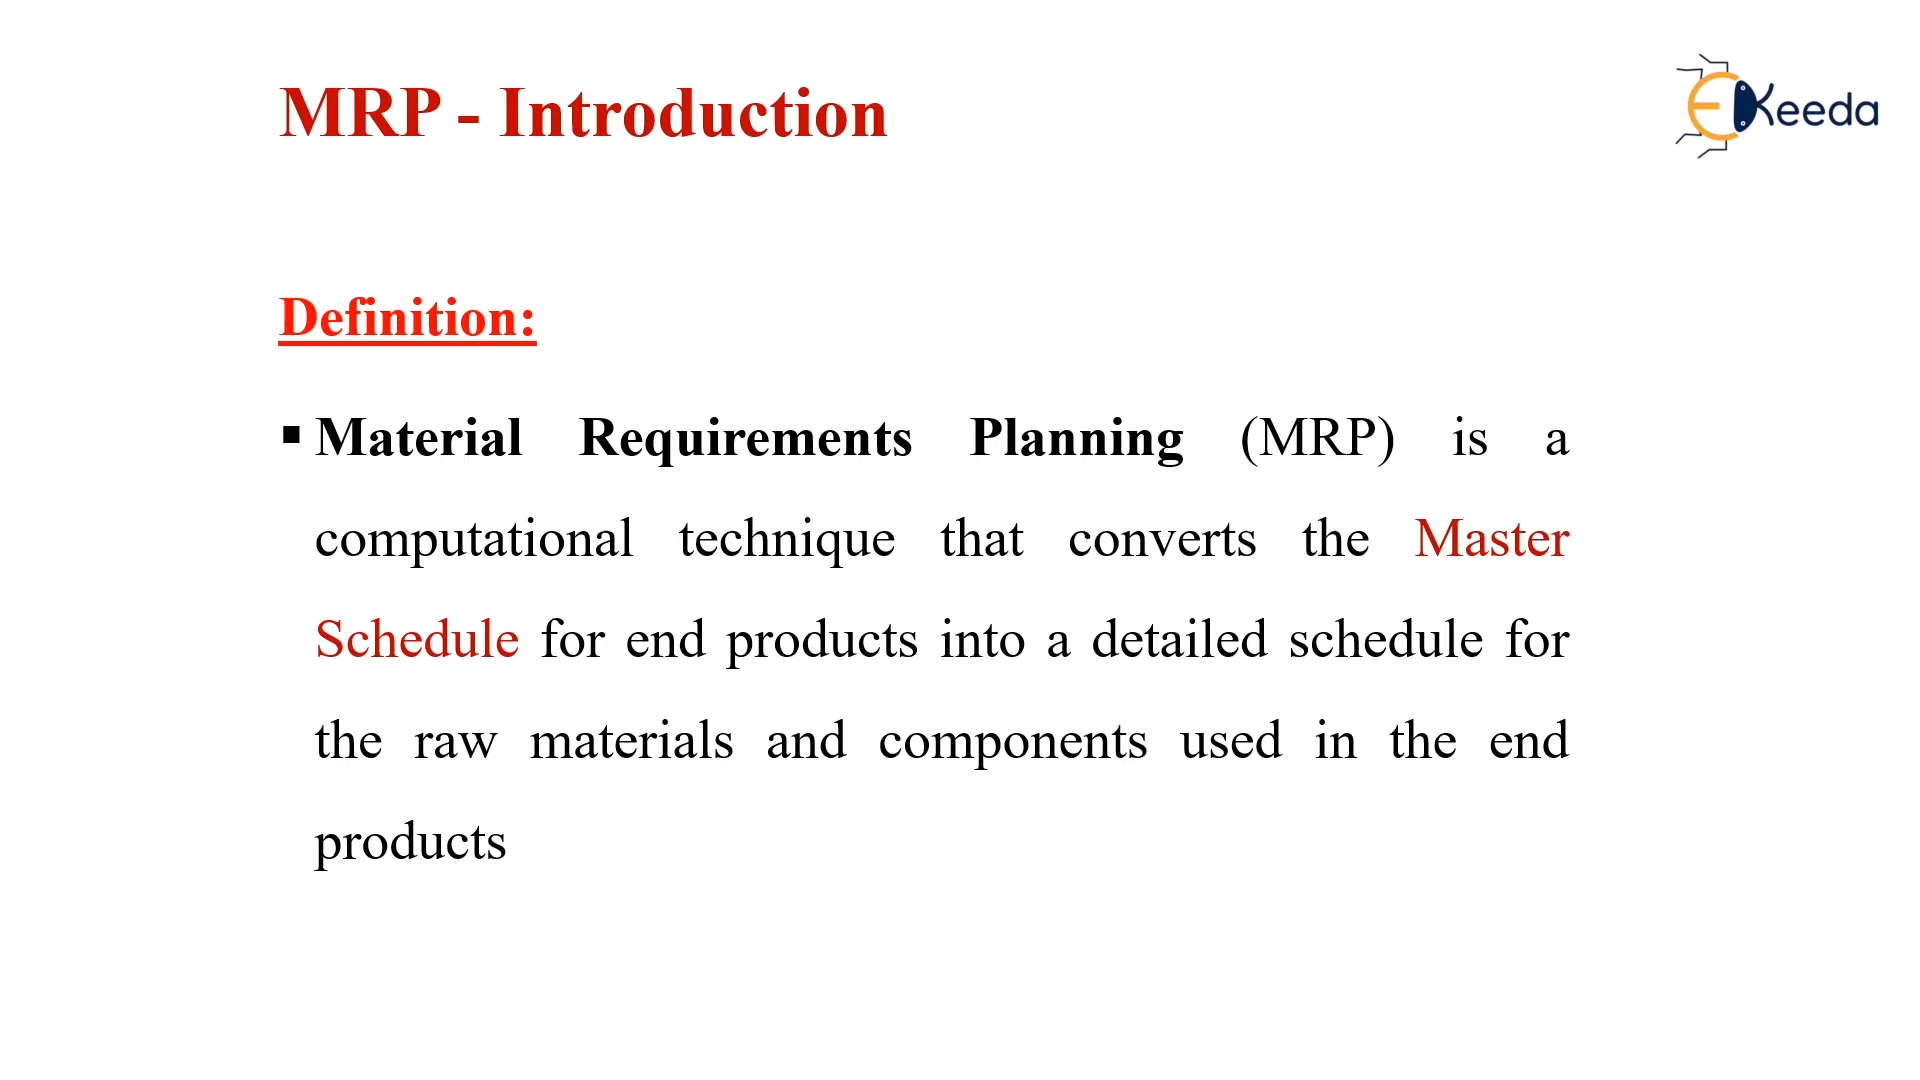 MRP - Introduction
EKeeda
Definition:
▪ Material Requirements Planning (MRP) is a
computational technique that converts the Master
Schedule for end products into a detailed schedule for
the raw materials and components used in the end
products